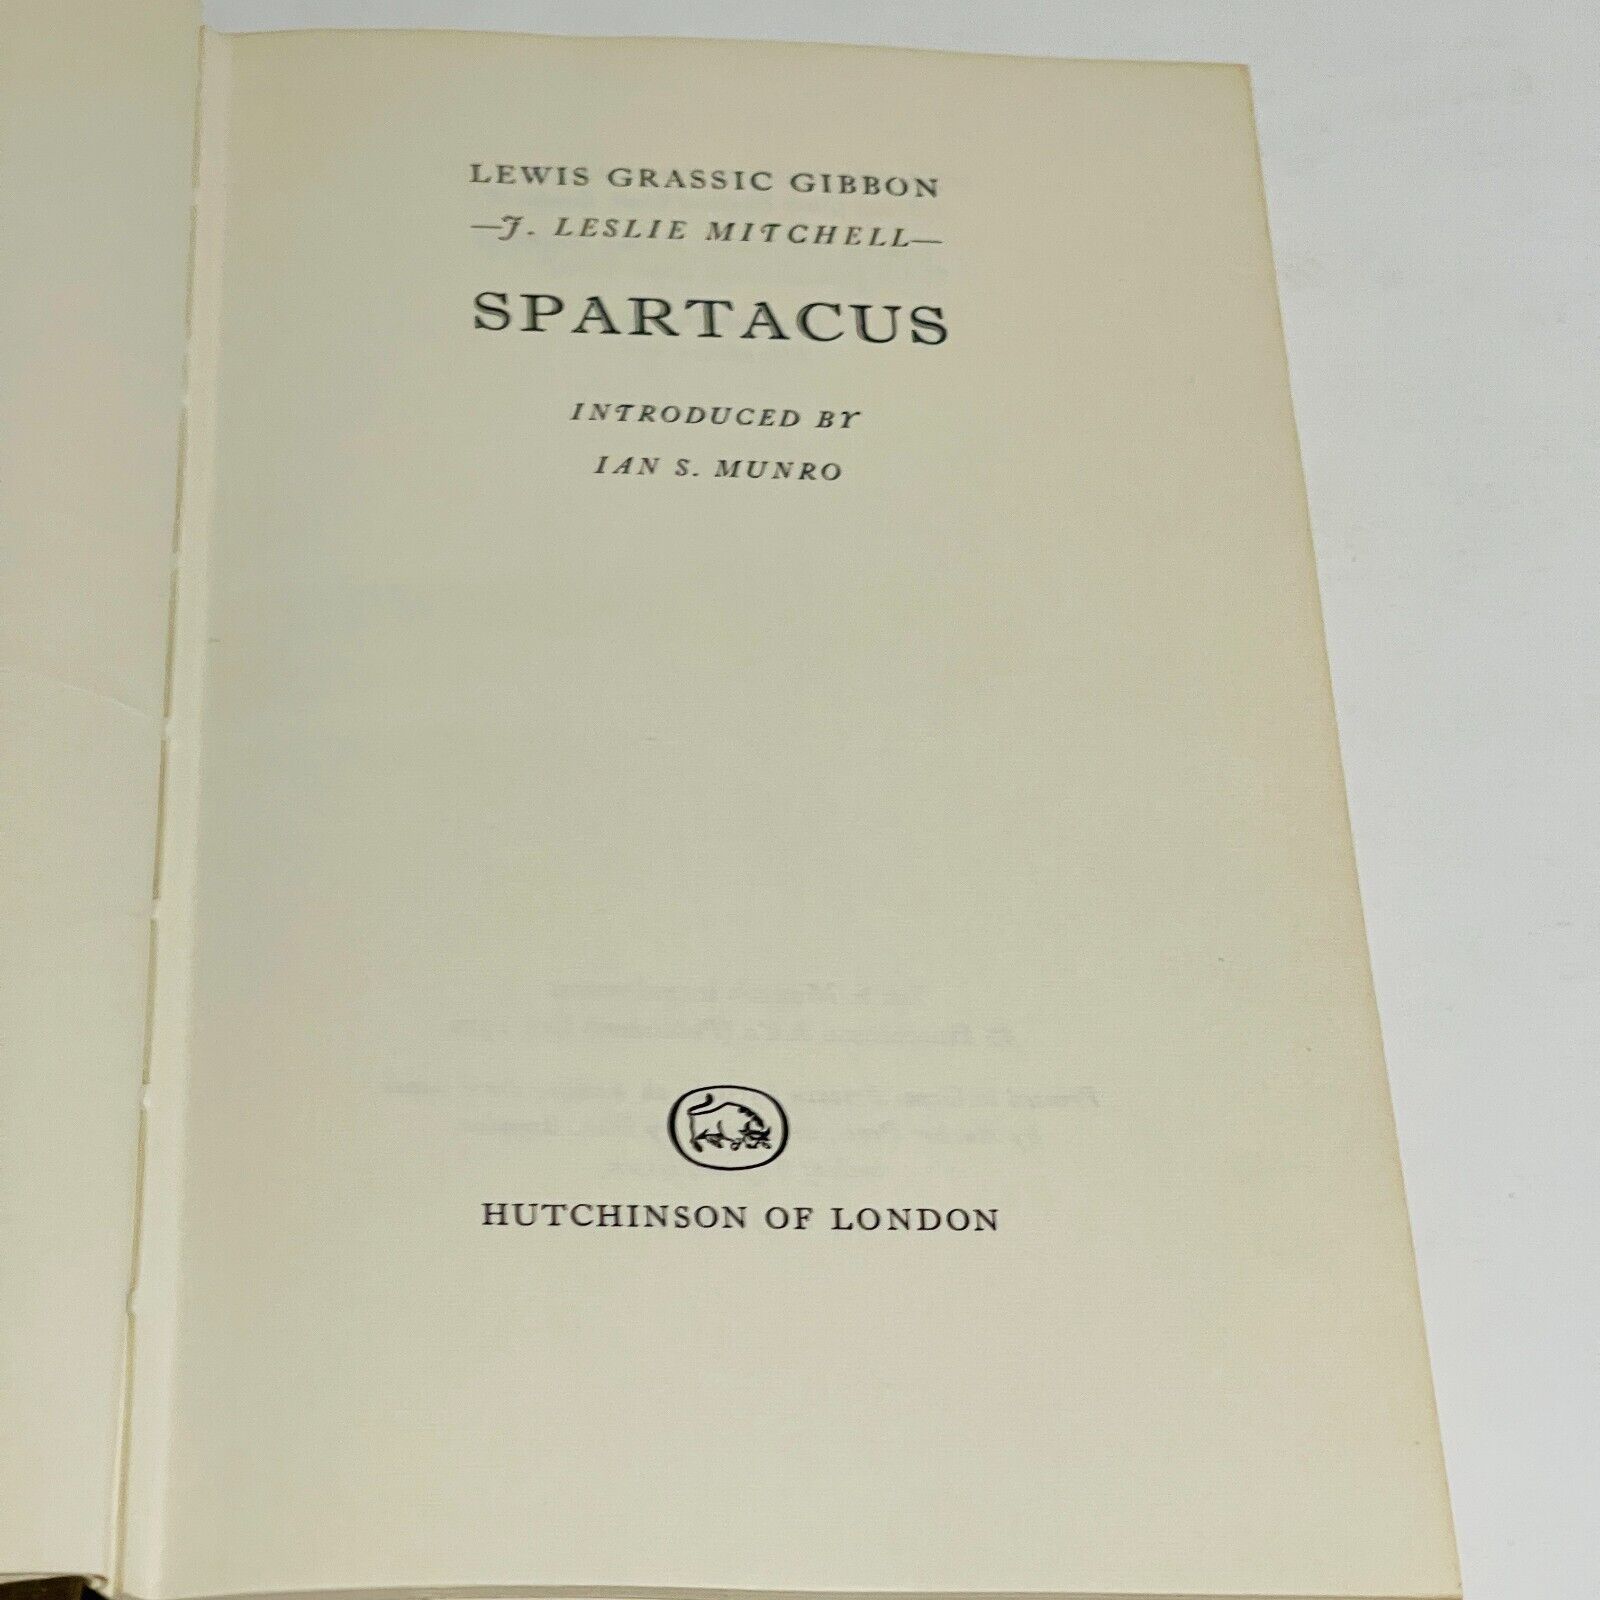 LEWIS GRASSIC GIBBON
—J. LESLIE MITCHELL—
SPARTACUS
INTRODUCED BY
IAN S. MUNRO
HUTCHINSON OF LONDON